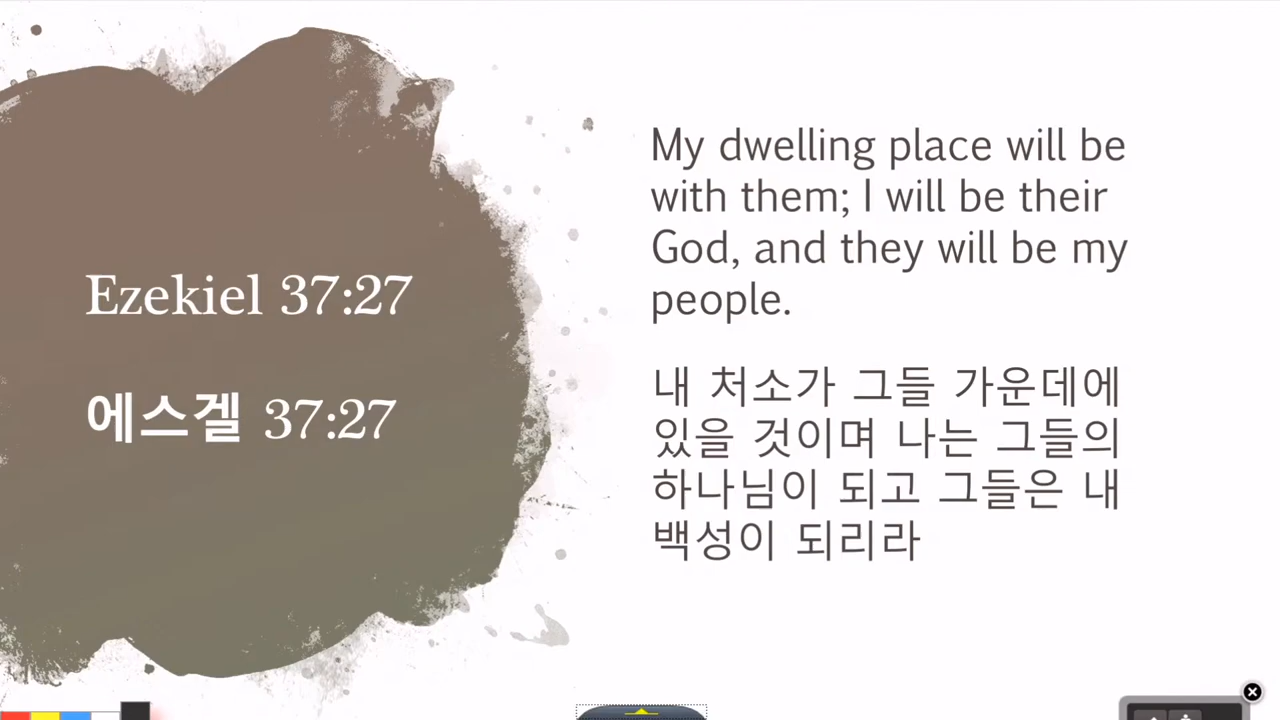 Ezekiel 37:27
에스겔 37:27
My dwelling place will be
with them; I will be their
God, and they will be my
people.
내 처소가 그들 가운데에
있을 것이며 나는 그들의
하나님이 되고 그들은 내
백성이 되리라